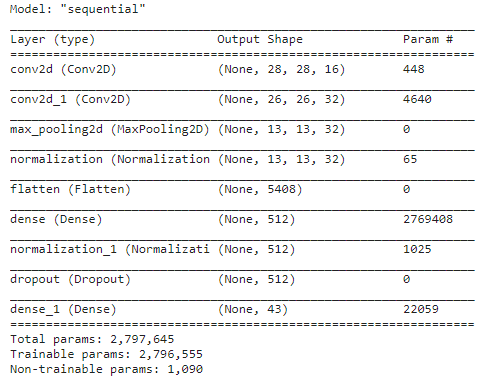 Model: "sequential"
Layer (type) Output Shape Param #
conv2d (Conv2D) (None, 28, 28, 16) 448
conv2d_1 (Conv2D) (None, 26, 26, 32) 4640
max_pooling2d (MaxPooling2D) (None, 13, 13, 32) 0
normalization (Normalization (None, 13, 13, 32) 65
flatten (Flatten) (None, 5408) 0
dense (Dense) (None, 512) 2769408
normalization_1 (Normalizati (None, 512) 1025
dropout (Dropout) (None, 512) 0
dense_1 (Dense) (None, 43) 22059
Total params: 2,797,645
Trainable params: 2,796,555
Non-trainable params: 1,090